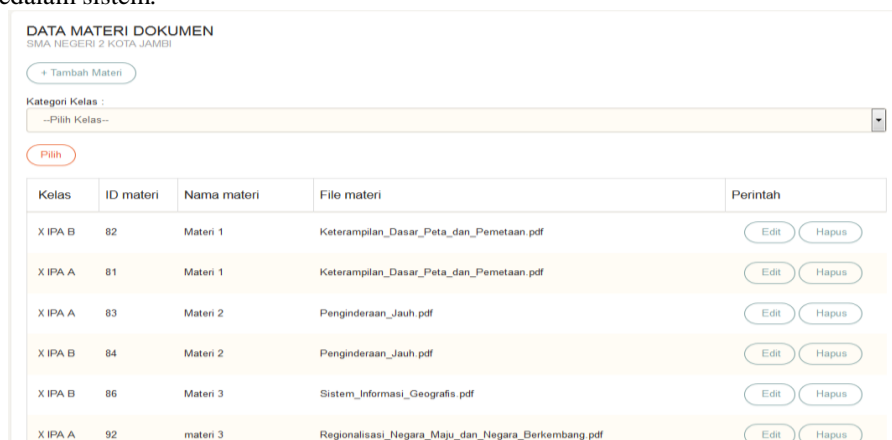 edalam sistem.
DATA MATERI DOKUMEN
SMA NEGERI 2 KOTA JAMBI
+ Tambah Materi
Kategori Kelas :
--Pilih Kelas--
Pilih
Kelas ID materi Nama materi File materi Perintah
X IPA B 82 Materi 1 Keterampilan_Dasar_Peta_dan_Pemetaan.pdf Edit Hapus
X IPA A 81 Materi 1 Keterampilan_Dasar_Peta_dan_Pemetaan.pdf Edit Hapus
X IPA A 83 Materi 2 Penginderaan_Jauh.pdf Edit Hapus
X IPA B 84 Materi 2 Penginderaan_Jauh.pdf Edit Hapus
X IPA B 86 Materi 3 Sistem_Informasi_Geografis.pdf Edit Hapus
X IPA A 92 materi 3 Regionalisasi_Negara_Maju_dan_Negara_Berkembang.pdf Edit Hapus